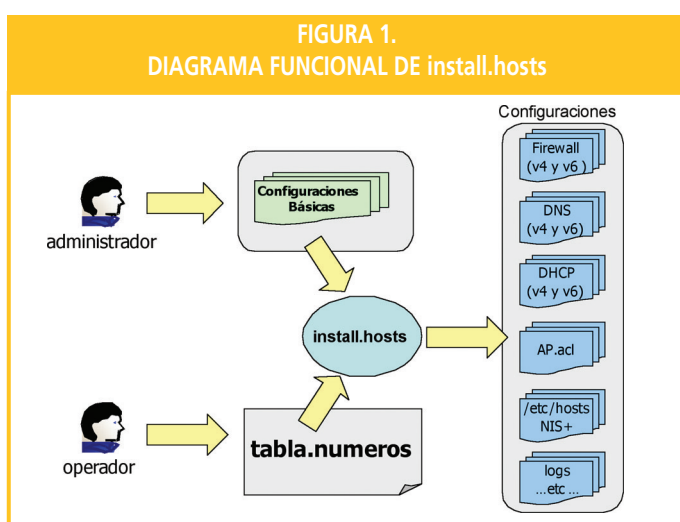 FIGURA 1.
DIAGRAMA FUNCIONAL DE install.hosts
Configuraciones
Firewall
(v4 y v6 )
Configuraciones
Básicas
administrador
DNS
(v4 y v6)
DHCP
(v4 y v6)
install.hosts
AP.acl
/etc/hosts
NIS+
tabla.numeros
operador
logs
...etc ...